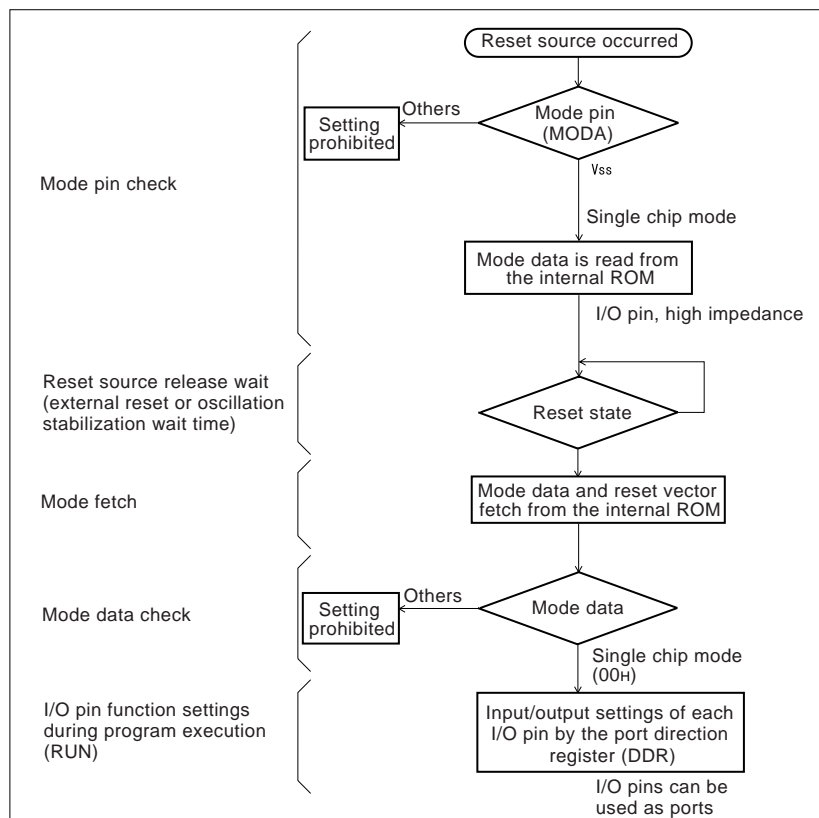 Reset source occurred
Others
Mode pin
(MODA)
Setting
prohibited
Vss
Mode pin check
Single chip mode
Mode data is read from
the internal ROM
I/O pin, high impedance
Reset source release wait
(external reset or oscillation
stabilization wait time)
Reset state
Mode fetch
Mode data and reset vector
fetch from the internal ROM
Others
Mode data check
Setting
prohibited
Mode data
Single chip mode
(00H)
I/O pin function settings
during program execution
(RUN)
Input/output settings of each
I/O pin by the port direction
register (DDR)
I/O pins can be
used as ports